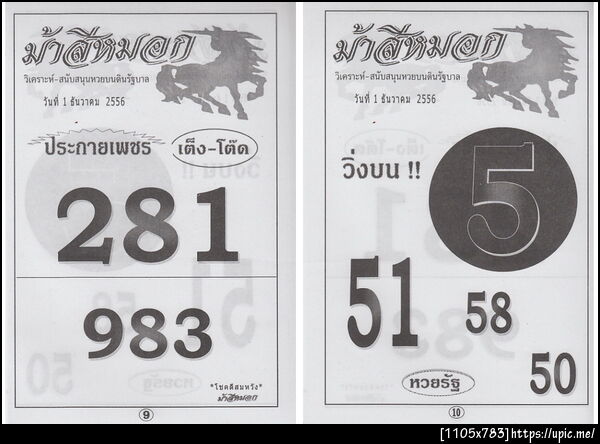 ม้าสีหมอก
วิเคราะห์-สนับสนุนหวยบนดินรัฐบาล
วันที่ 1 ธันวาคม 2556
ประกายเพชร
เต็ง-โต๊ด
281
983
*โชคดีสมหวัง*
ม้าสีหมอก
9
ม้าสีหมอก
วิเคราะห์-สนับสนุนหวยบนดินรัฐบาล
วันที่ 1 ธันวาคม 2556
วิ่งบน !!
5
51
58
50
หวยรัฐ
10
[1105x783]https://upic.me/